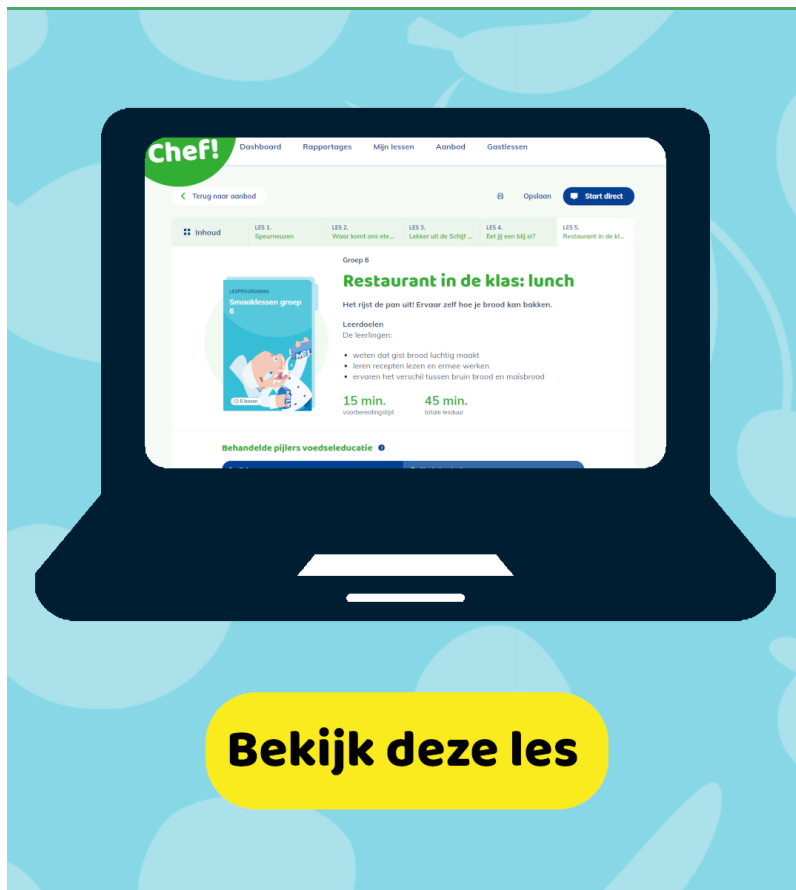 Chef!
Dashboard Rapportages Mijn lessen Aanbod Gastlessen
Terug naar aanbod Opslaan Start direct
Inhoud
LES 1.
Speurneuzen
LES 2.
Waar komt ons ete...
LES 3.
Lekker uit de Schijf ...
LES 4.
Eet jij een blij ei?
LES 5.
Restaurant in de kl...
Groep 6
Restaurant in de klas: lunch
Het rijst de pan uit! Ervaar zelf hoe je brood kan bakken.
Leerdoelen
De leerlingen:
• weten dat gist brood luchtig maakt
• leren recepten lezen en ermee werken
• ervaren het verschil tussen bruin brood en maïsbrood
15 min.
voorbereidingstijd
45 min.
totale lesduur
LESPROGRAMMA
Smaaklessen groep
6
MEL
5 lessen
Behandelde pijlers voedseleducatie
Bekijk deze les